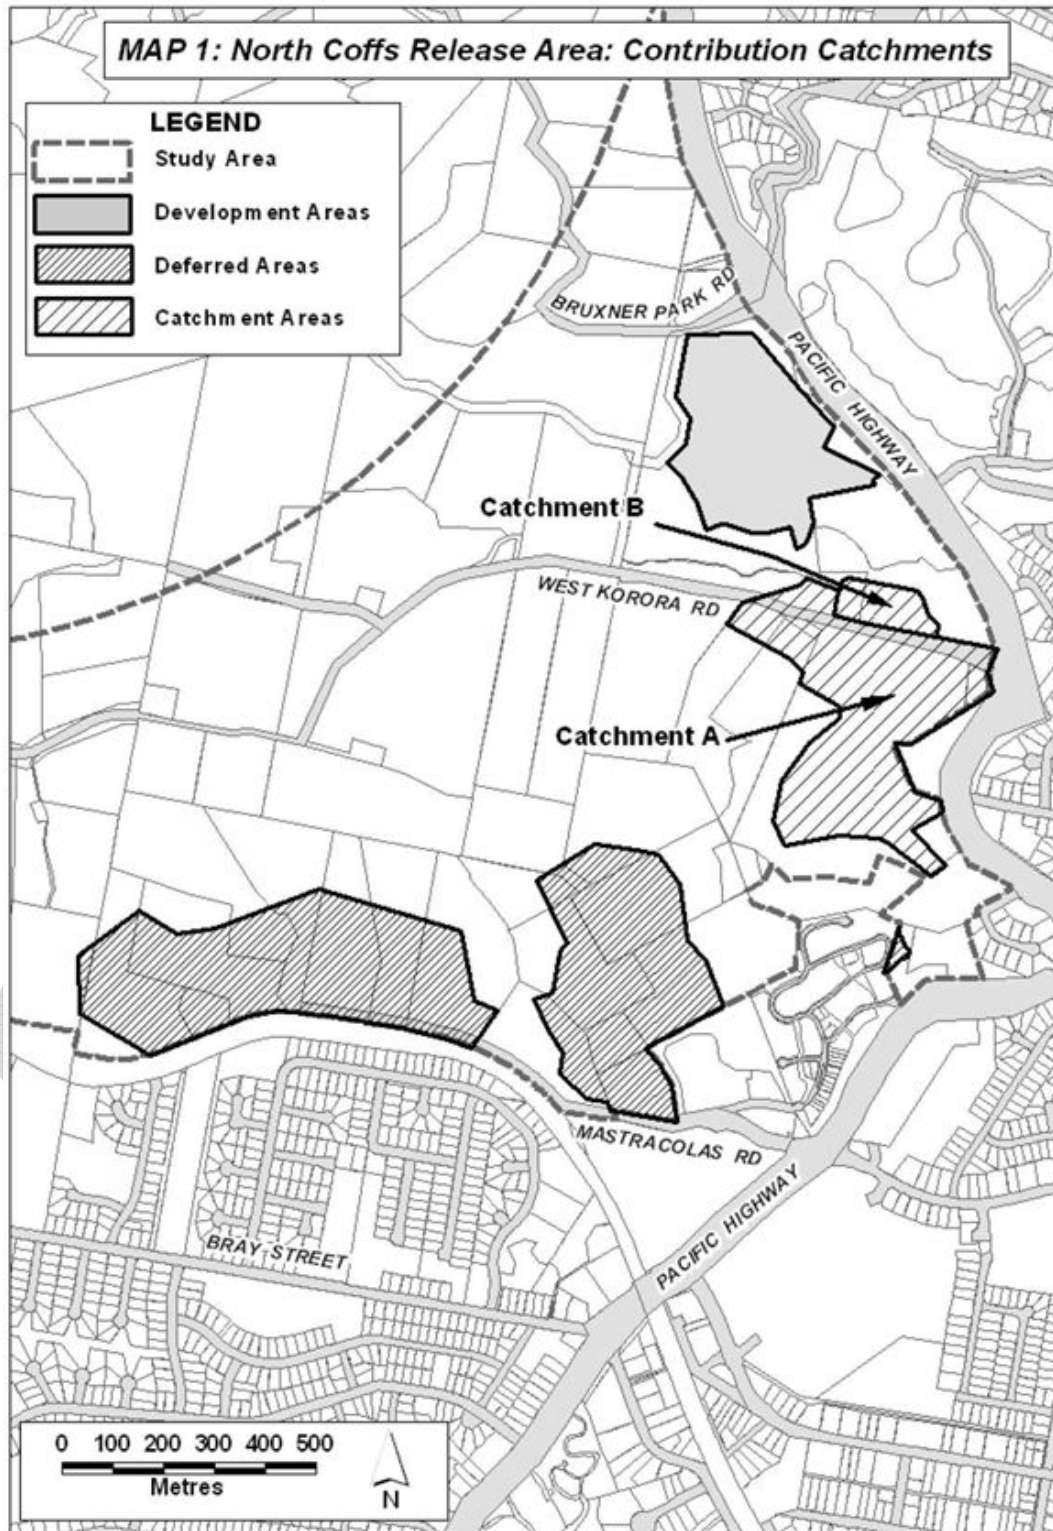 MAP 1: North Coffs Release Area: Contribution Catchments
LEGEND
Study Area
Development Areas
Deferred Areas
Catchment Areas
BRUXNER PARK RD
PACIFIC HIGHWAY
Catchment B
WEST KORORA RD
Catchment A
MASTRACOLAS RD
PACIFIC HIGHWAY
BRAY STREET
0 100 200 300 400 500
Metres
N